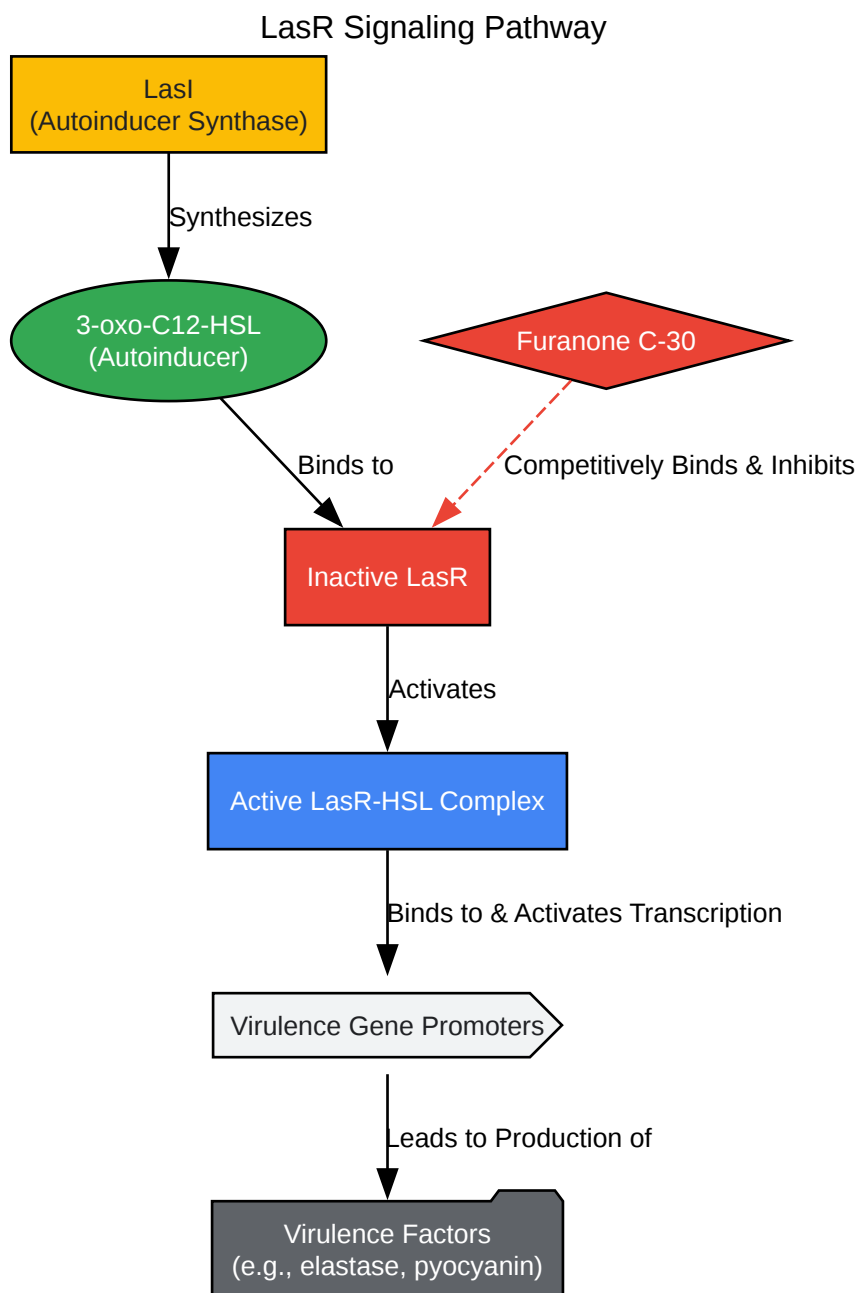 LasR Signaling Pathway
LasI
(Autoinducer Synthase)
Synthesizes
3-oxo-C12-HSL
(Autoinducer)
Furanone C-30
Binds to
Competitively Binds & Inhibits
Inactive LasR
Activates
Active LasR-HSL Complex
Binds to & Activates Transcription
Virulence Gene Promoters
Leads to Production of
Virulence Factors
(e.g., elastase, pyocyanin)